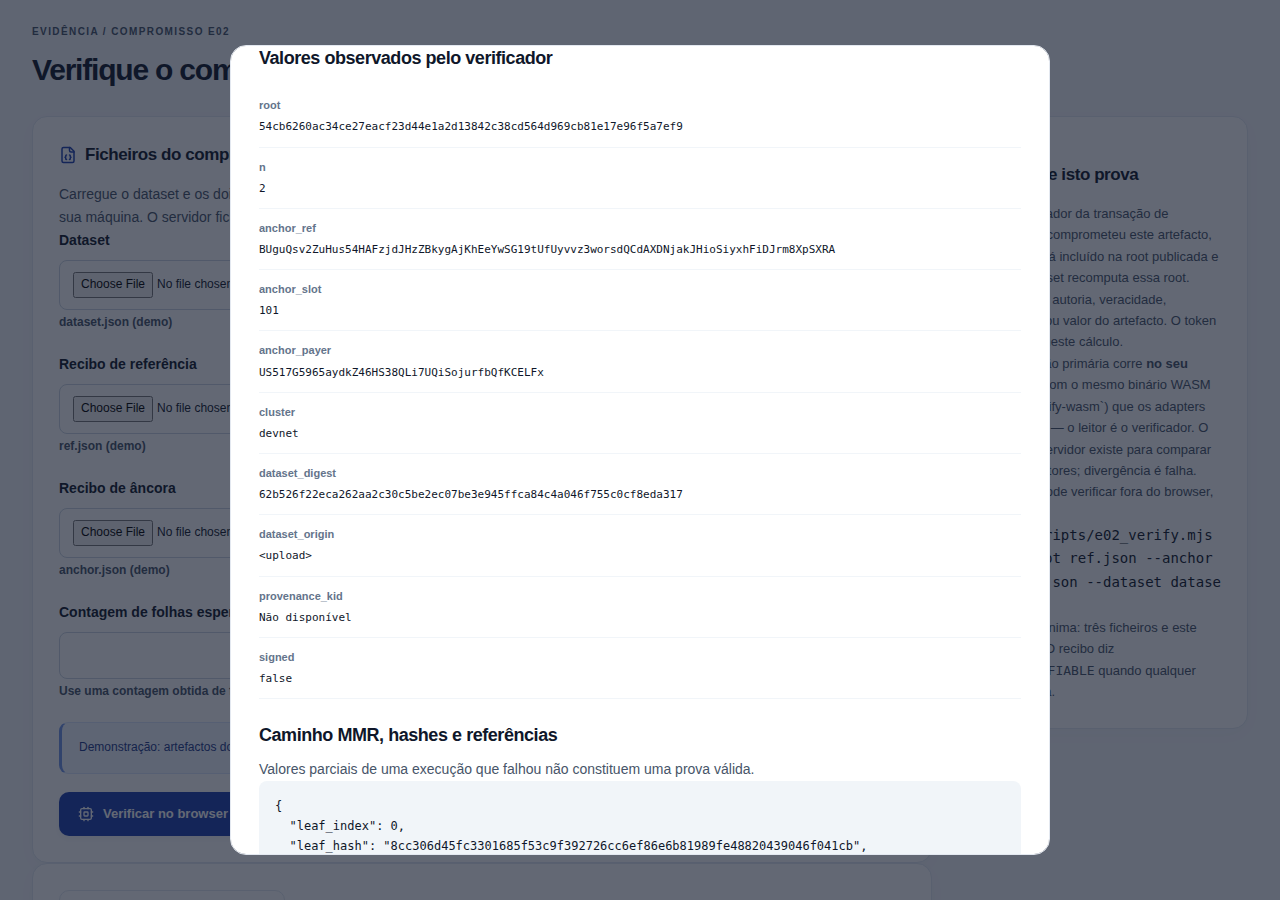 EVIDÊNCIA / COMPROMISSO E02
Verifique o com
Ficheiros do comp
Carregue o dataset e os do
sua máquina. O servidor fic
Dataset
Choose File No file chosen
dataset.json (demo)
Recibo de referência
Choose File No file chosen
ref.json (demo)
Recibo de âncora
Choose File No file chosen
anchor.json (demo)
Contagem de folhas esper
Use uma contagem obtida de
Demonstração: artefactos do
Verificar no browser
Valores observados pelo verificador
root
54cb6260ac34ce27eacf23d44e1a2d13842c38cd564d969cb81e17e96f5a7ef9
n
2
anchor_ref
BUguQsv2ZuHus54HAFzjdJHzZBkygAjKhEeYwSG19tUfUyvvz3worsdQCdAXDNjakJHioSiyxhFiDJrm8XpSXRA
anchor_slot
101
anchor_payer
US517G5965aydkZ46HS38QLi7UQiSojurfbQfKCELFx
cluster
devnet
dataset_digest
62b526f22eca262aa2c30c5be2ec07be3e945ffca84c4a046f755c0cf8eda317
dataset_origin
<upload>
provenance_kid
Não disponível
signed
false
Caminho MMR, hashes e referências
Valores parciais de uma execução que falhou não constituem uma prova válida.
{
"leaf_index": 0,
"leaf_hash": "8cc306d45fc3301685f53c9f392726cc6ef86e6b81989fe48820439046f041cb",
e isto prova
ador da transação de
comprometeu este artefacto,
á incluído na root publicada e
set recomputa essa root.
autoria, veracidade,
ou valor do artefacto. O token
este cálculo.
ão primária corre no seu
om o mesmo binário WASM
ify-wasm`) que os adapters
— o leitor é o verificador. O
ervidor existe para comparar
tores; divergência é falha.
ode verificar fora do browser,
ripts/e02_verify.mjs
ot ref.json --anchor
json --dataset datase
nima: três ficheiros e este
O recibo diz
FIABLE quando qualquer